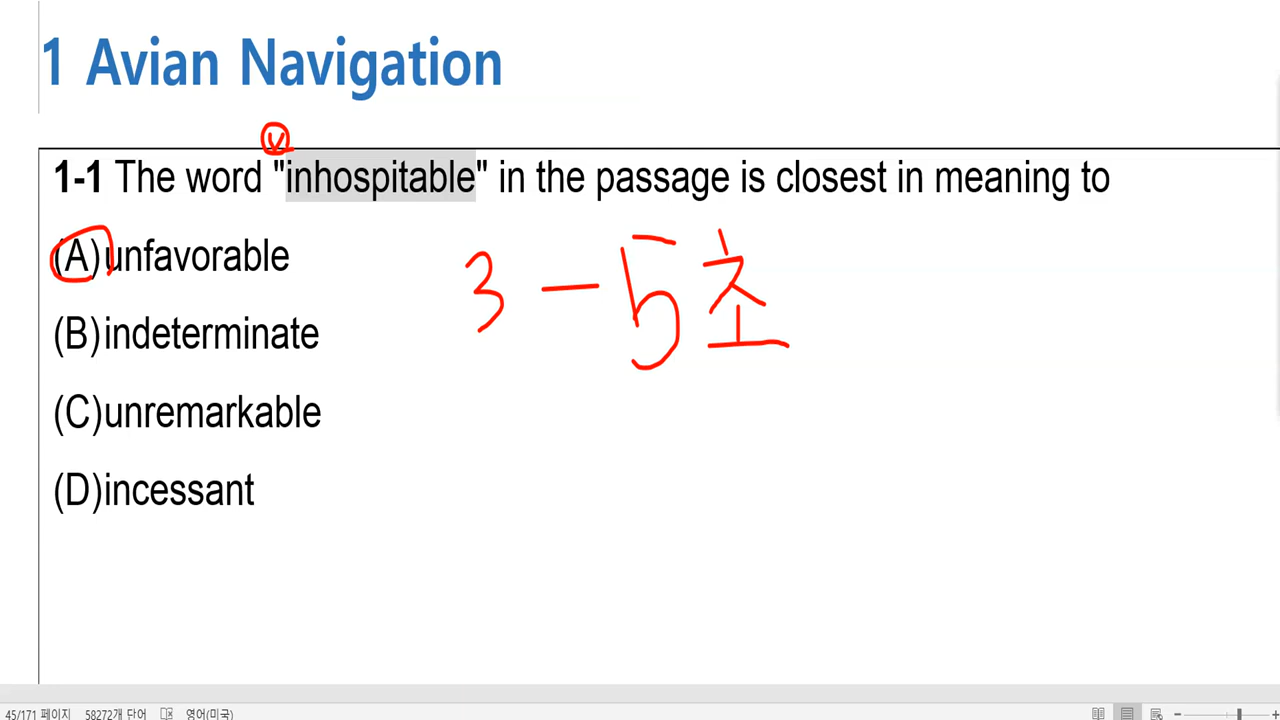 1 Avian Navigation
V
1-1 The word "inhospitable" in the passage is closest in meaning to
(A)unfavorable
3 - 5초
(B)indeterminate
(C)unremarkable
(D)incessant
45/171 페이지 58272개 단어 영어(미국)